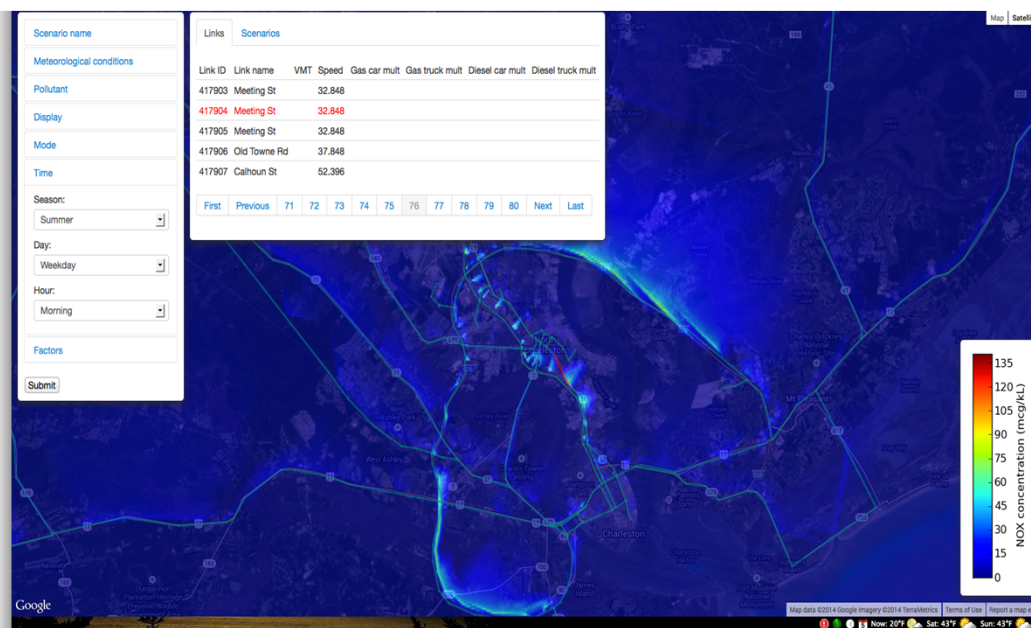 Scenario name
Meteorological conditions
Pollutant
Display
Mode
Time
Season:
Summer
Day:
Weekday
Hour:
Morning
Factors
Submit
Links Scenarios
Link ID Link name VMT Speed Gas car mult Gas truck mult Diesel car mult Diesel truck mult
417903 Meeting St 32.848
417904 Meeting St 32.848
417905 Meeting St 32.848
417906 Old Towne Rd 37.848
417907 Calhoun St 52.396
First Previous 71 72 73 74 75 76 77 78 79 80 Next Last
Map Satelli
Mt Pleasant
West Ashley
Charles Towne
Landing
Charleston
James
Island
135
120
105
90
75
60
45
30
15
0
NOX concentration (mcg/kL)
Google
Map data ©2014 Google Imagery ©2014 TerraMetrics Terms of Use Report a map e
Now: 20°F Sat: 43°F Sun: 43°F